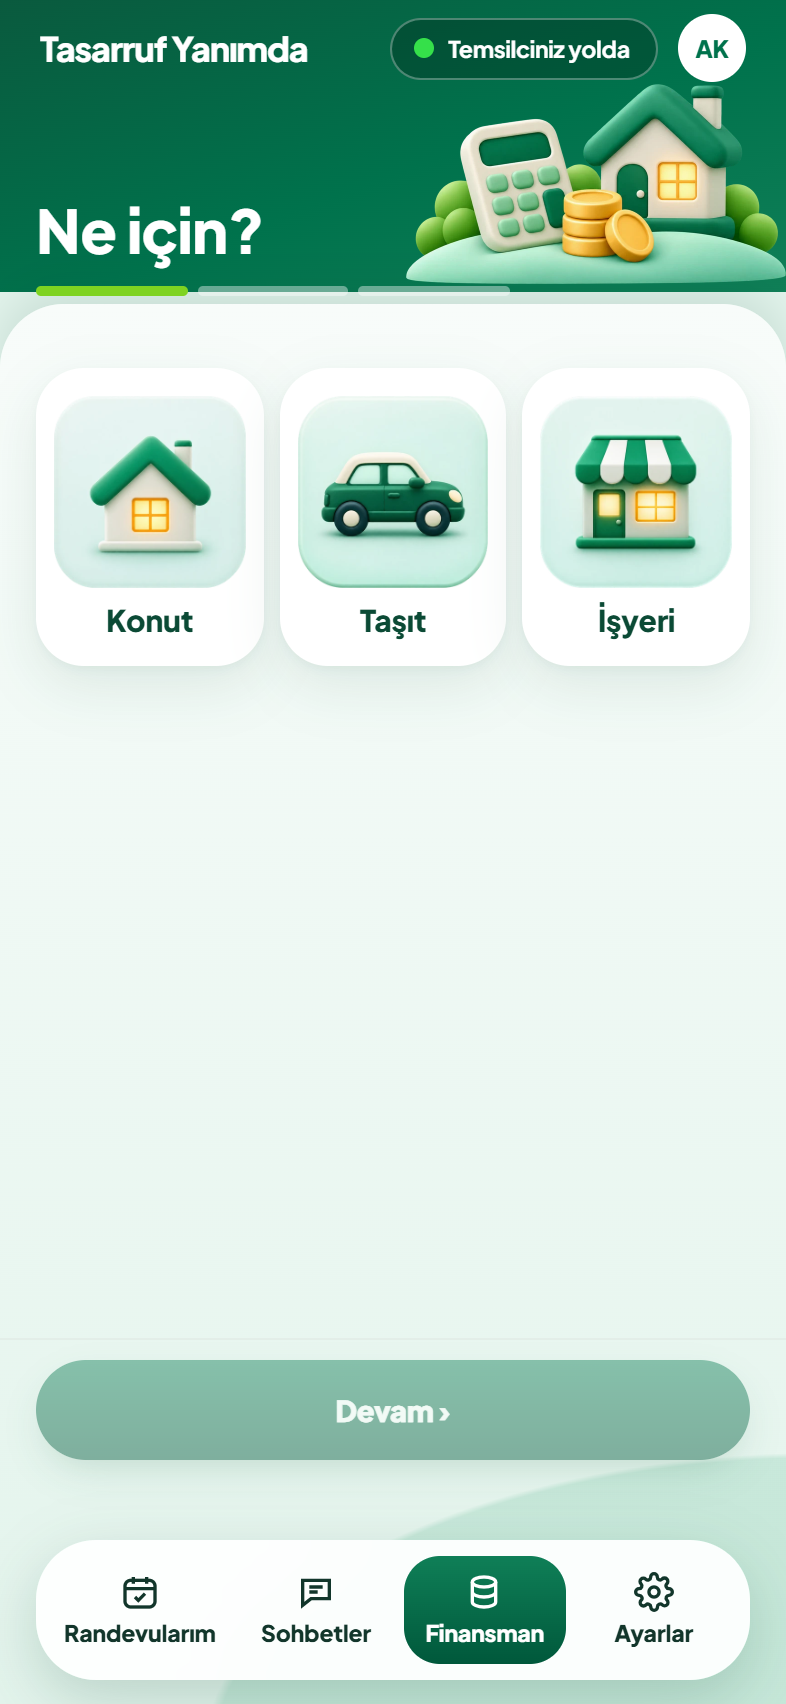 Tasarruf Yanımda
Temsilciniz yolda
AK
Ne için?
Konut
Taşıt
İşyeri
Devam ›
Randevularım
Sohbetler
Finansman
Ayarlar